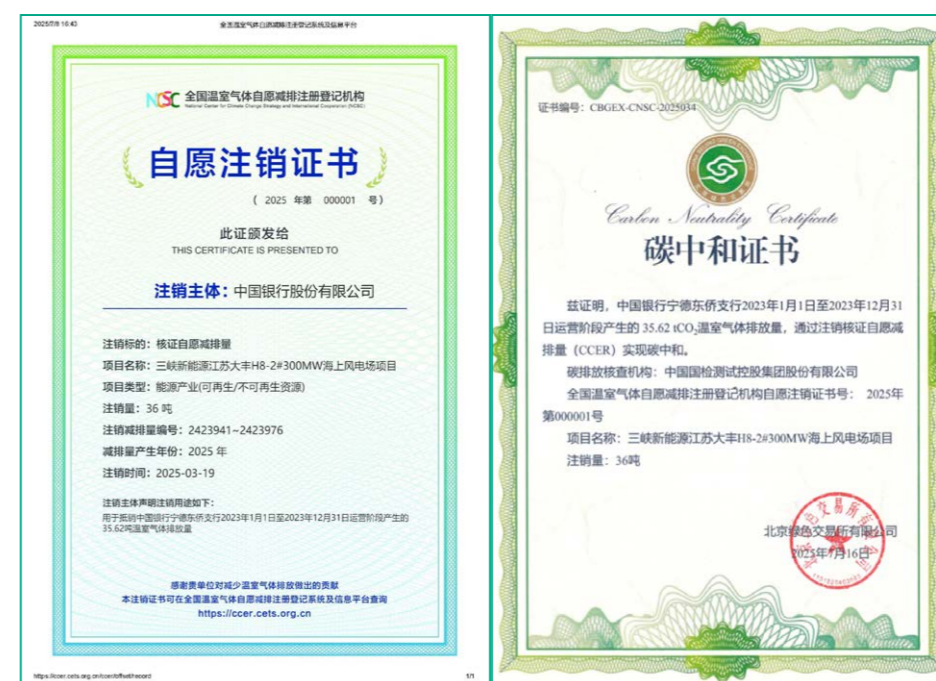 2025/7/8 16:43
全国温室气体自愿减排注册登记系统及信息平台
NCSC 全国温室气体自愿减排注册登记机构
National Center for Climate Change Strategy and International Cooperation (NCSC)
自愿注销证书
( 2025 年第 000001 号)
此证颁发给
THIS CERTIFICATE IS PRESENTED TO
注销主体：中国银行股份有限公司
注销标的：核证自愿减排量
项目名称：三峡新能源江苏大丰H8-2#300MW海上风电场项目
项目类型：能源产业(可再生/不可再生资源)
注销量：36 吨
注销减排量编号：2423941~2423976
减排量产生年份：2025 年
注销时间：2025-03-19
注销主体声明注销用途如下：
用于抵销中国银行宁德东侨支行2023年1月1日至2023年12月31日运营阶段产生的
35.62吨温室气体排放量
感谢贵单位对减少温室气体排放做出的贡献
本注销证书可在全国温室气体自愿减排注册登记系统及信息平台查询
https://ccer.cets.org.cn
https://ccer.cets.org.cn/ccer/offset/record
1/1
证书编号：CBGEX-CNSC-2025034
Carbon Neutrality Certificate
碳中和证书
兹证明，中国银行宁德东侨支行2023年1月1日至2023年12月31
日运营阶段产生的 35.62 tCO₂温室气体排放量，通过注销核证自愿减
排量（CCER）实现碳中和。
碳排放核查机构：中国国检测试控股集团股份有限公司
全国温室气体自愿减排注册登记机构自愿注销证书号： 2025年
第000001号
项目名称：三峡新能源江苏大丰H8-2#300MW海上风电场项目
注销量：36吨
北京绿色交易所有限公司
2025年7月16日